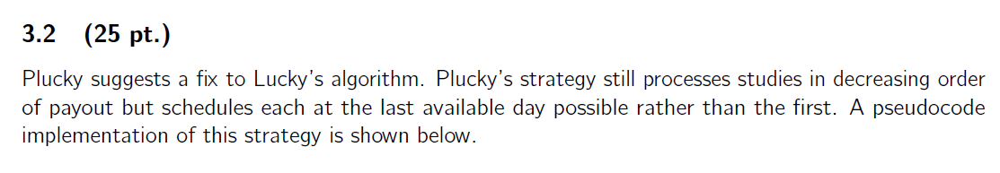 3.2 (25 pt.)
Plucky suggests a fix to Lucky's algorithm. Plucky's strategy still processes studies in decreasing order
of payout but schedules each at the last available day possible rather than the first. A pseudocode
implementation of this strategy is shown below.